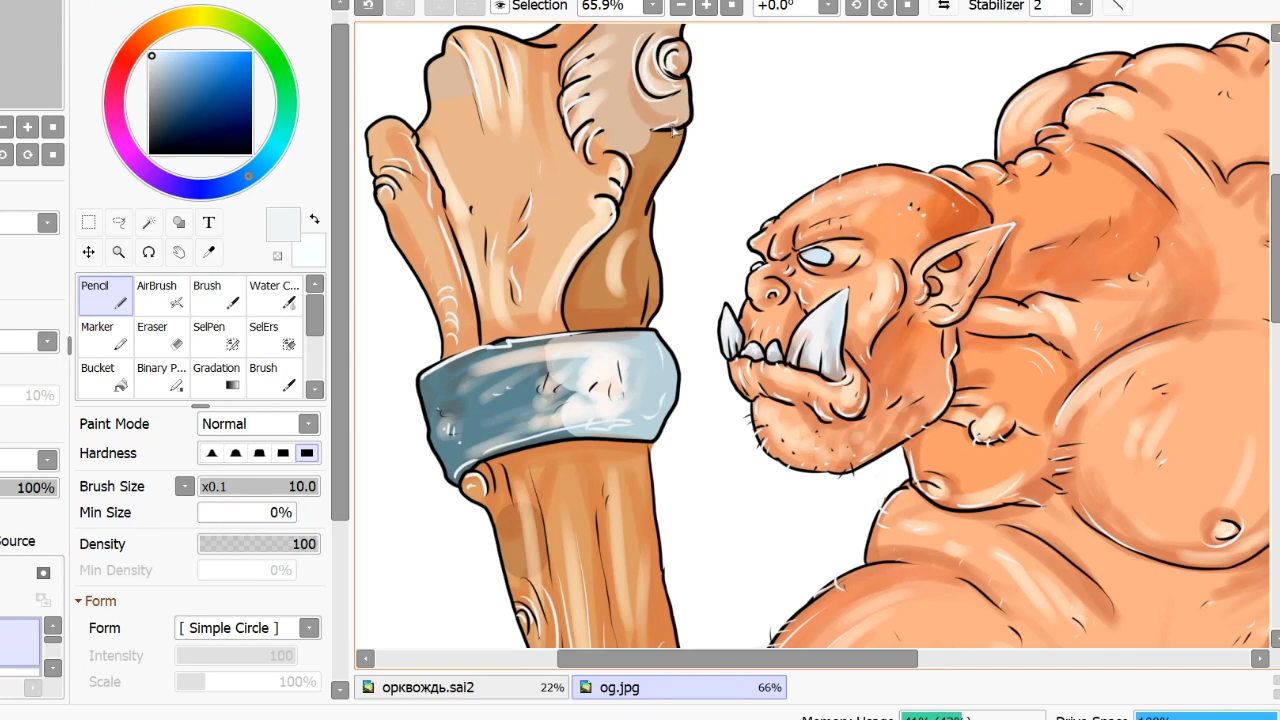 Selection 65.9% +0.0º Stabilizer 2
T
Pencil AirBrush Brush Water C...
Marker Eraser SelPen SelErs
Bucket Binary P... Gradation Brush
10%
Paint Mode Normal
Hardness
100% Brush Size x0.1 10.0
Min Size 0%
Density 100
Source
Min Density 0%
Form
Form [ Simple Circle ]
Intensity 100
Scale 100%
орквождь.sai2 22% og.jpg 66%